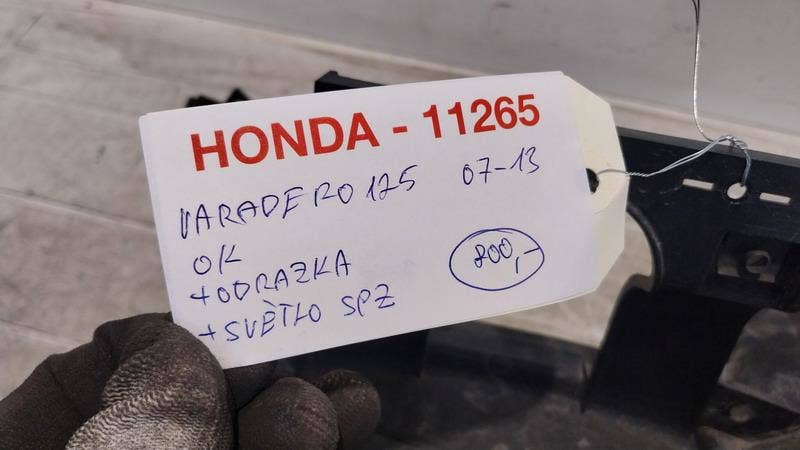 HONDA - 11265
VARADERO 125 07-13
OK
+ ODRAZKA
+ SVĚTLO SPZ
800,-